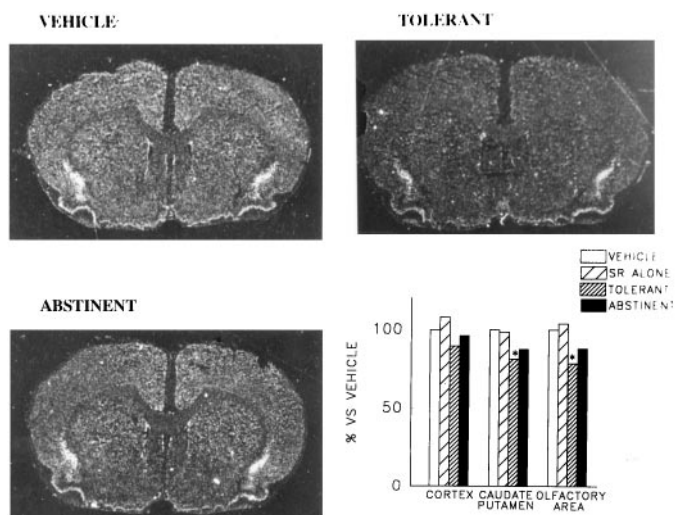 VEHICLE
TOLERANT
ABSTINENT
VEHICLE
SR ALONE
TOLERANT
ABSTINENT
% VS VEHICLE
100
50
0
*
*
CORTEX
CAUDATE PUTAMEN
OLFACTORY AREA